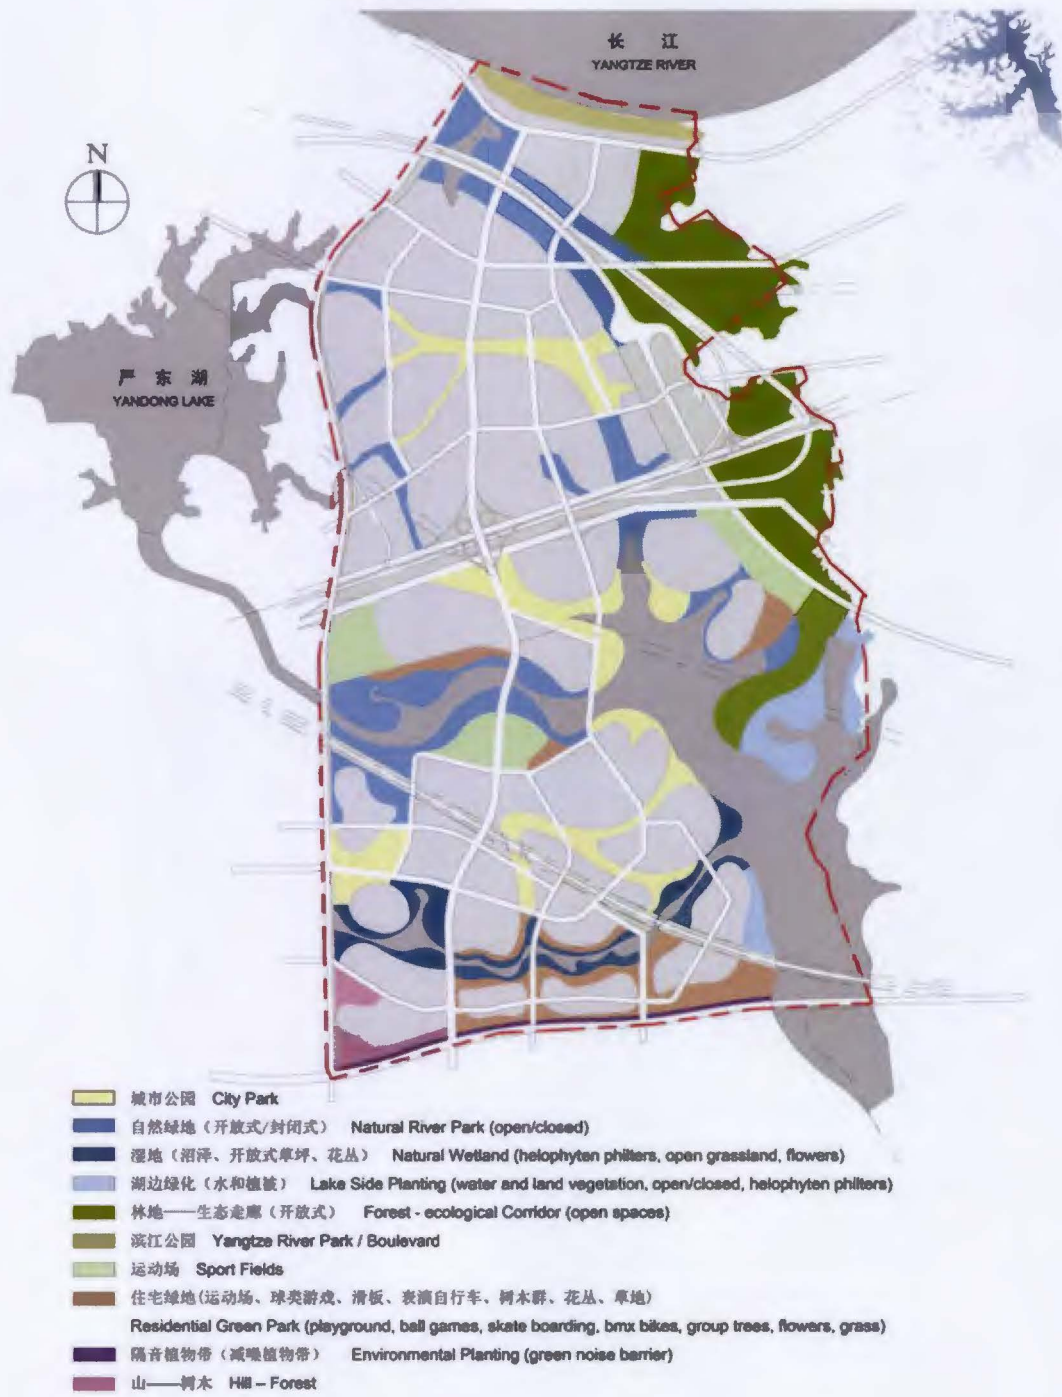 长 江
YANGTZE RIVER
N
严 东 湖
YANDONG LAKE
城市公园 City Park
自然绿地（开放式/封闭式） Natural River Park (open/closed)
湿地（沼泽、开放式草坪、花丛） Natural Wetland (helophyten philters, open grassland, flowers)
湖边绿化（水和植被） Lake Side Planting (water and land vegetation, open/closed, helophyten philters)
林地——生态走廊（开放式） Forest - ecological Corridor (open spaces)
滨江公园 Yangtze River Park / Boulevard
运动场 Sport Fields
住宅绿地(运动场、球类游戏、滑板、表演自行车、树木群、花丛、草地)
Residential Green Park (playground, ball games, skate boarding, bmx bikes, group trees, flowers, grass)
隔音植物带（减噪植物带） Environmental Planting (green noise barrier)
山——树木 Hill – Forest